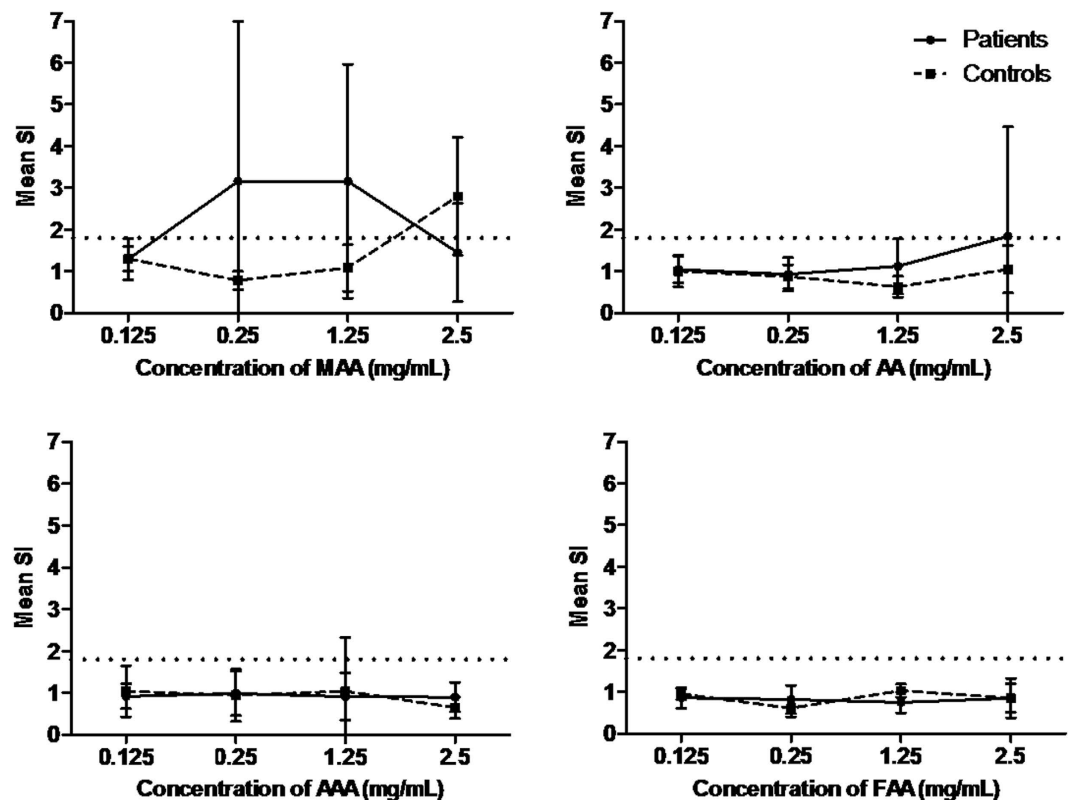 7
6
5
4
3
2
1
0
Mean SI
0.125 0.25 1.25 2.5
Concentration of MAA (mg/mL)
7
6
5
4
3
2
1
0
Mean SI
Patients
Controls
0.125 0.25 1.25 2.5
Concentration of AA (mg/mL)
7
6
5
4
3
2
1
0
Mean SI
0.125 0.25 1.25 2.5
Concentration of AAA (mg/mL)
7
6
5
4
3
2
1
0
Mean SI
0.125 0.25 1.25 2.5
Concentration of FAA (mg/mL)